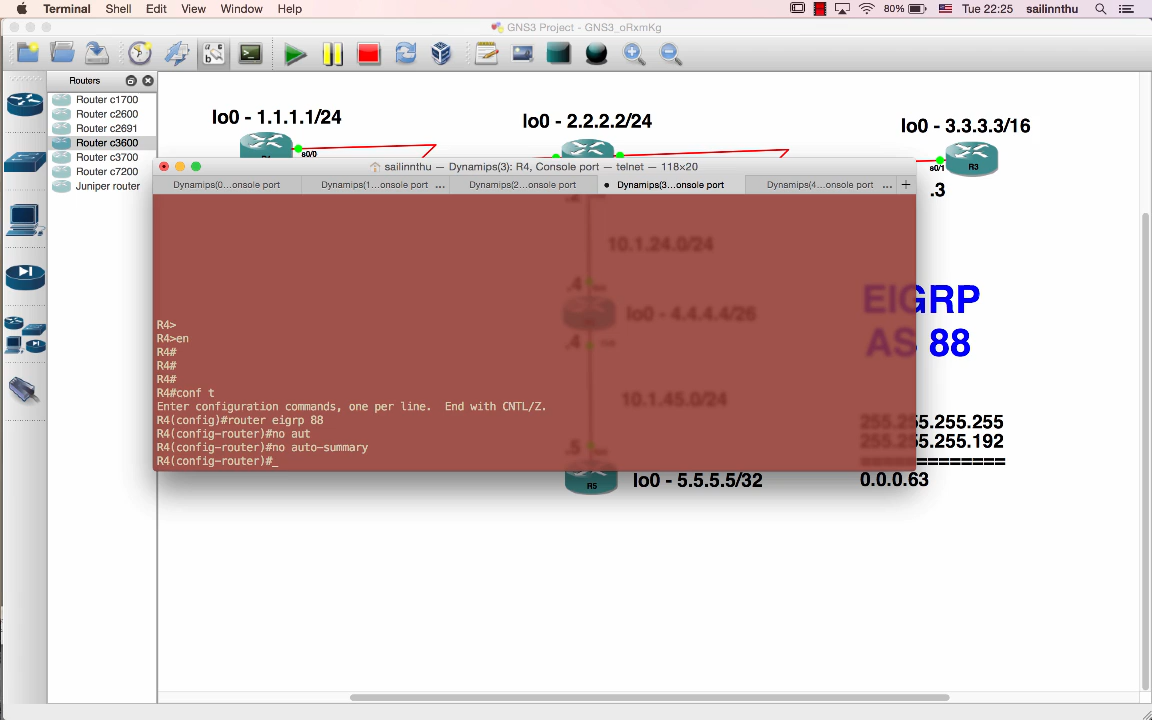 Terminal Shell Edit View Window Help 80% Tue 22:25 sailinnthu
GNS3 Project - GNS3_oRxmKg
Routers
Router c1700
Router c2600
Router c2691
Router c3600
Router c3700
Router c7200
Juniper router
lo0 - 1.1.1.1/24
lo0 - 2.2.2.2/24
lo0 - 3.3.3.3/16
s0/0
s0/1
R3
.3
sailinnthu — Dynamips(3): R4, Console port — telnet — 118×20
Dynamips(0...onsole port
Dynamips(1...onsole port ...
Dynamips(2...onsole port
Dynamips(3...onsole port
Dynamips(4...onsole port ...
10.1.24.0/24
.4
lo0 - 4.4.4.4/26
.4
10.1.45.0/24
.5
EIGRP
AS 88
R4>
R4>en
R4#
R4#
R4#
R4#conf t
Enter configuration commands, one per line.  End with CNTL/Z.
R4(config)#router eigrp 88
R4(config-router)#no aut
R4(config-router)#no auto-summary
R4(config-router)#_
255.255.255.255
255.255.255.192
=============
0.0.0.63
R5
lo0 - 5.5.5.5/32